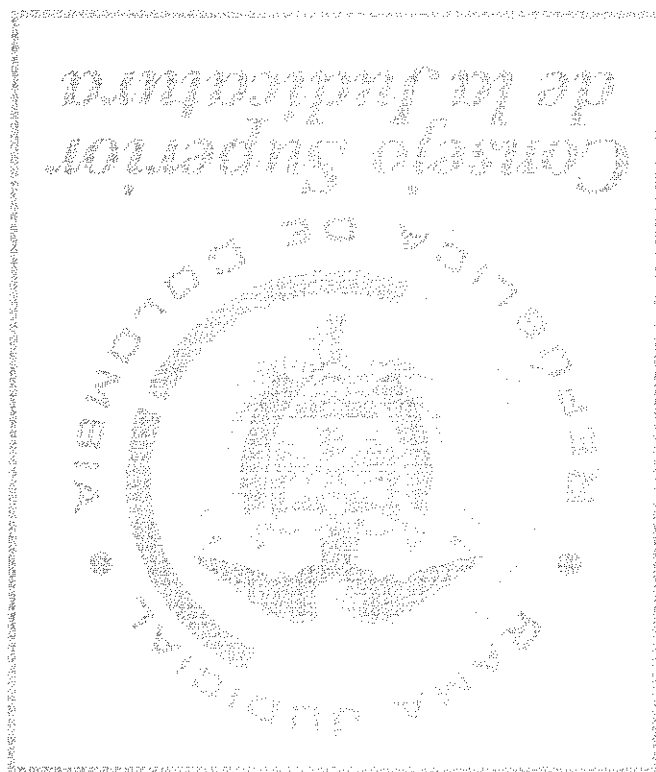 RAMA JUDICIAL
REPUBLICA DE COLOMBIA
Consejo Superior
de la Judicatura